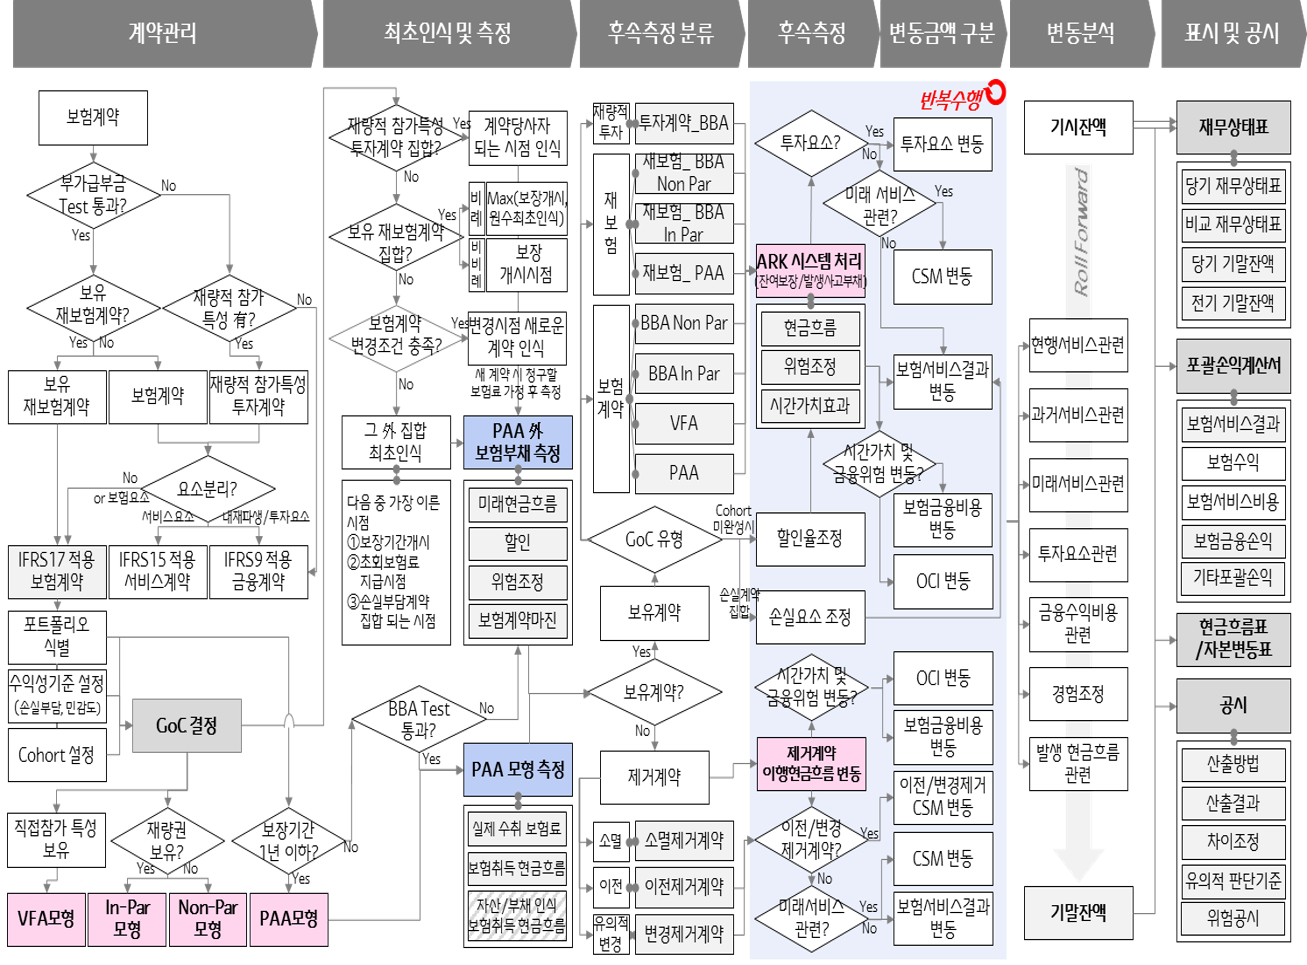 계약관리
최초인식 및 측정
후속측정 분류
후속측정
변동금액 구분
변동분석
표시 및 공시
보험계약
부가급부금
Test 통과?
No
Yes
보유
재보험계약?
재량적 참가
특성 有?
No
Yes
No
Yes
보유
재보험계약
보험계약
재량적 참가특성
투자계약
요소분리?
No
or 보험요소
서비스요소
내재파생/투자요소
IFRS17 적용
보험계약
IFRS15 적용
서비스계약
IFRS9 적용
금융계약
포트폴리오
식별
수익성기준 설정
(손실부담, 민감도)
Cohort 설정
GoC 결정
직접참가 특성
보유
재량권
보유?
Yes
No
보장기간
1년 이하?
No
Yes
VFA모형
In-Par
모형
Non-Par
모형
PAA모형
재량적 참가특성
투자계약 집합?
Yes
No
계약당사자
되는 시점 인식
보유 재보험계약
집합?
Yes
No
비
례
Max(보장개시,
원수최초인식)
비
비
례
보장
개시시점
보험계약
변경조건 충족?
Yes
No
변경시점 새로운
계약 인식
새 계약 시 청구할
보험료 가정 후 측정
그 外 집합
최초인식
다음 중 가장 이른
시점
①보장기간개시
②초회보험료
지급시점
③손실부담계약
집합 되는 시점
PAA 外
보험부채 측정
미래현금흐름
할인
위험조정
보험계약마진
BBA Test
통과?
No
Yes
PAA 모형 측정
실제 수취 보험료
보험취득 현금흐름
자산/부채 인식
보험취득 현금흐름
재량적
투자
투자계약_BBA
재
보
험
재보험_ BBA
Non Par
재보험_ BBA
In Par
재보험_ PAA
보험
계약
BBA Non Par
BBA In Par
VFA
PAA
GoC 유형
Cohort
미완성시
손실계약
집합
보유계약
Yes
보유계약?
No
제거계약
소멸
소멸제거계약
이전
이전제거계약
유의적
변경
변경제거계약
반복수행
투자요소?
Yes
No
투자요소 변동
미래 서비스
관련?
Yes
No
CSM 변동
ARK 시스템 처리
(잔여보장/발생사고부채)
현금흐름
위험조정
시간가치효과
보험서비스결과
변동
시간가치 및
금융위험 변동?
보험금융비용
변동
할인율조정
OCI 변동
손실요소 조정
시간가치 및
금융위험 변동?
OCI 변동
보험금융비용
변동
제거계약
이행현금흐름 변동
이전/변경제거
CSM 변동
이전/변경
제거계약?
Yes
No
CSM 변동
미래서비스
관련?
Yes
No
보험서비스결과
변동
기시잔액
Roll Forward
현행서비스관련
과거서비스관련
미래서비스관련
투자요소관련
금융수익비용
관련
경험조정
발생 현금흐름
관련
기말잔액
재무상태표
당기 재무상태표
비교 재무상태표
당기 기말잔액
전기 기말잔액
포괄손익계산서
보험서비스결과
보험수익
보험서비스비용
보험금융손익
기타포괄손익
현금흐름표
/자본변동표
공시
산출방법
산출결과
차이조정
유의적 판단기준
위험공시